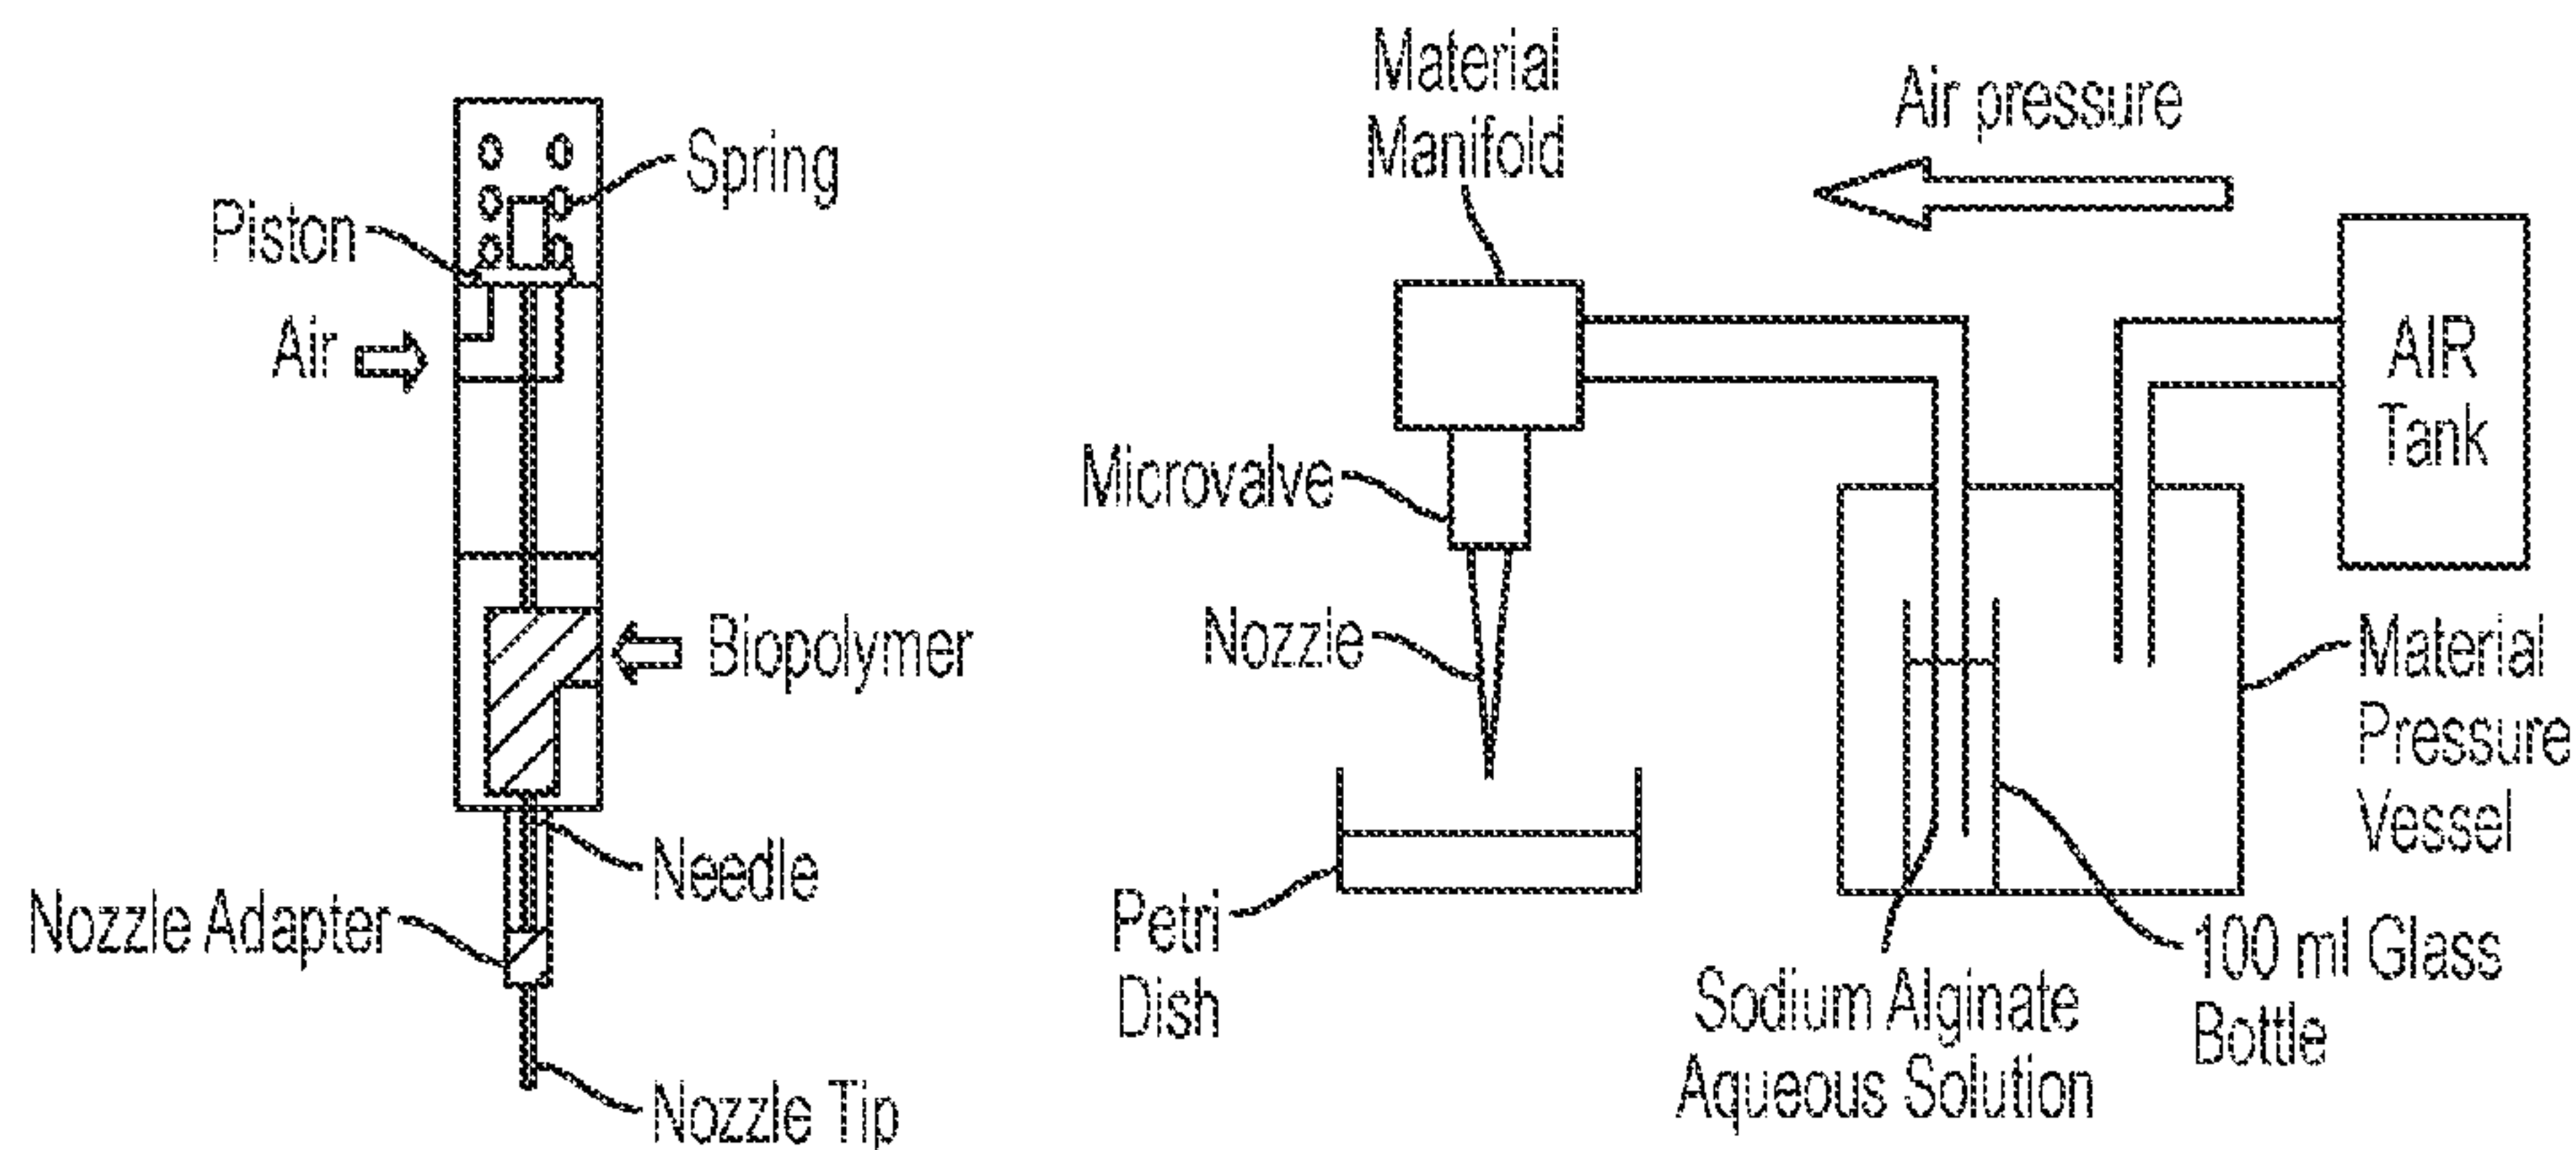 Spring
Piston
Air
Biopolymer
Needle
Nozzle Adapter
Nozzle Tip
Material
Manifold
Air pressure
AIR
Tank
Microvalve
Nozzle
Material
Pressure
Vessel
Petri
Dish
Sodium Alginate
Aqueous Solution
100 ml Glass
Bottle